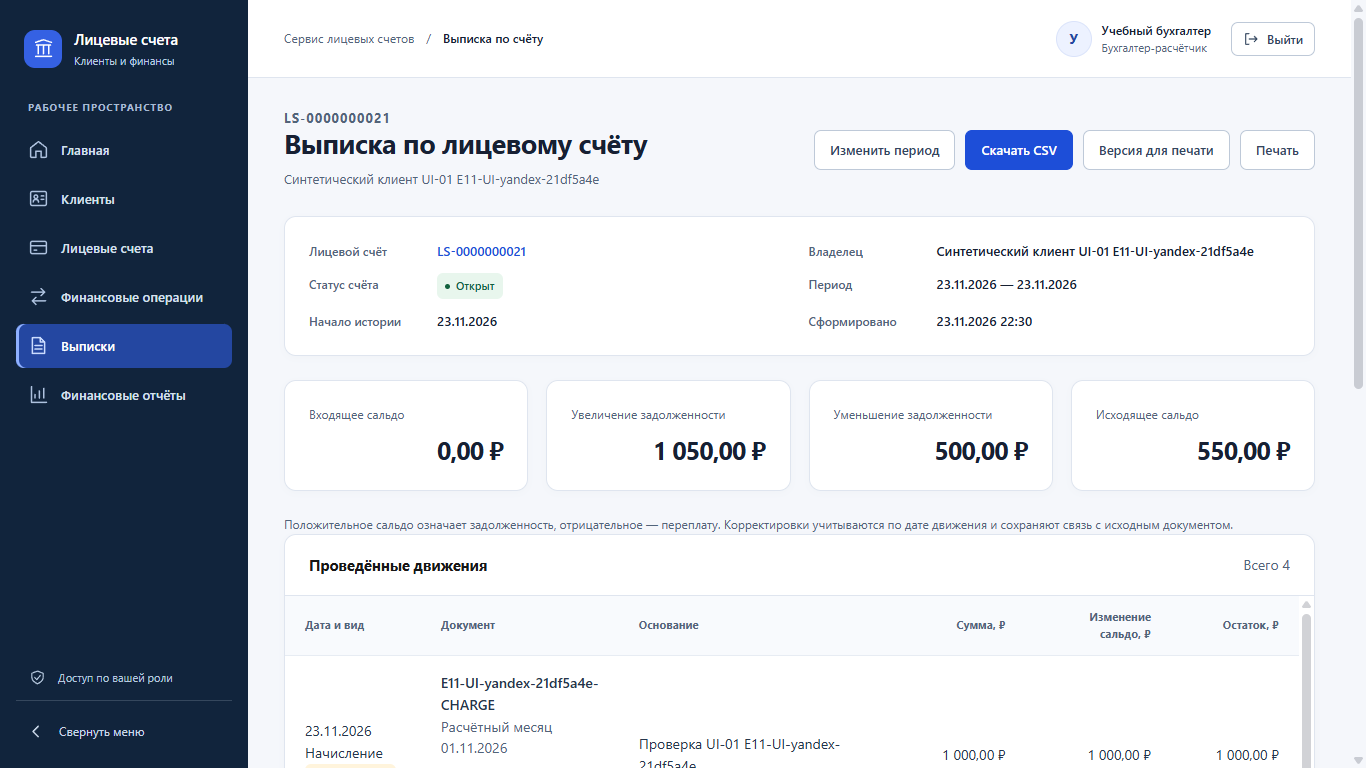 Лицевые счета
Клиенты и финансы
РАБОЧЕЕ ПРОСТРАНСТВО
Главная
Клиенты
Лицевые счета
Финансовые операции
Выписки
Финансовые отчёты
Доступ по вашей роли
Свернуть меню
Сервис лицевых счетов / Выписка по счёту
У
Учебный бухгалтер
Бухгалтер-расчётчик
Выйти
LS-0000000021
Выписка по лицевому счёту
Синтетический клиент UI-01 E11-UI-yandex-21df5a4e
Изменить период
Скачать CSV
Версия для печати
Печать
Лицевой счёт LS-0000000021
Владелец Синтетический клиент UI-01 E11-UI-yandex-21df5a4e
Статус счёта Открыт
Период 23.11.2026 — 23.11.2026
Начало истории 23.11.2026
Сформировано 23.11.2026 22:30
Входящее сальдо
0,00 ₽
Увеличение задолженности
1 050,00 ₽
Уменьшение задолженности
500,00 ₽
Исходящее сальдо
550,00 ₽
Положительное сальдо означает задолженность, отрицательное — переплату. Корректировки учитываются по дате движения и сохраняют связь с исходным документом.
Проведённые движения
Всего 4
Дата и вид
Документ
Основание
Сумма, ₽
Изменение
сальдо, ₽
Остаток, ₽
23.11.2026
Начисление
E11-UI-yandex-21df5a4e-
CHARGE
Расчётный месяц
01.11.2026
Проверка UI-01 E11-UI-yandex-
21df5a4e
1 000,00 ₽
1 000,00 ₽
1 000,00 ₽